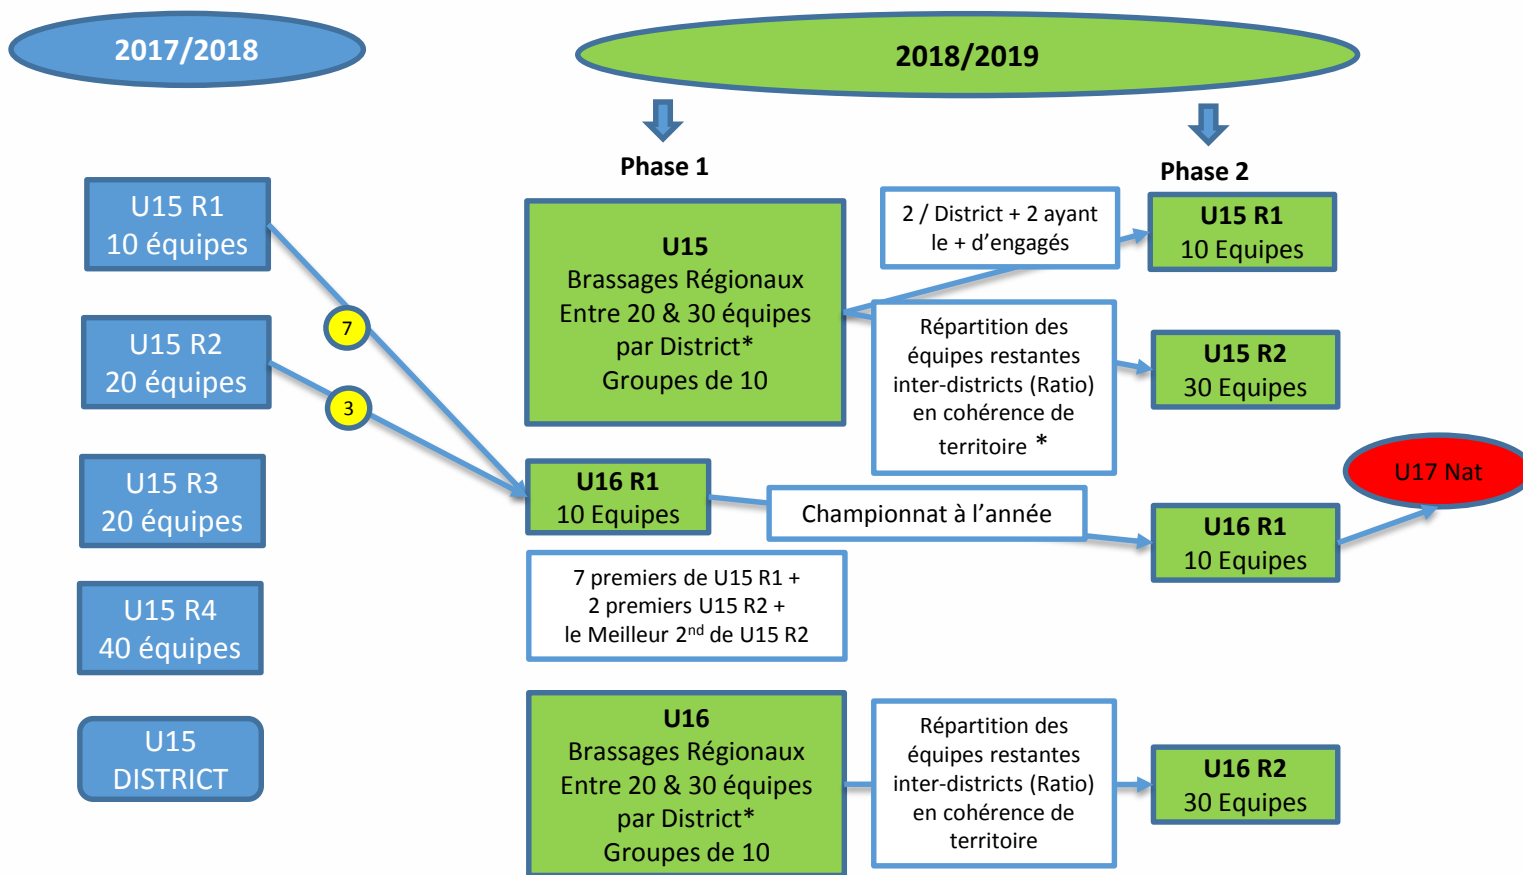 2017/2018
2018/2019
Phase 1
Phase 2
U15 R1
10 équipes
U15 R2
20 équipes
U15 R3
20 équipes
U15 R4
40 équipes
U15
DISTRICT
7
3
U15
Brassages Régionaux
Entre 20 & 30 équipes
par District*
Groupes de 10
2 / District + 2 ayant
le + d’engagés
U15 R1
10 Equipes
Répartition des
équipes restantes
inter-districts (Ratio)
en cohérence de
territoire *
U15 R2
30 Equipes
U16 R1
10 Equipes
Championnat à l’année
U16 R1
10 Equipes
U17 Nat
7 premiers de U15 R1 +
2 premiers U15 R2 +
le Meilleur 2nd de U15 R2
U16
Brassages Régionaux
Entre 20 & 30 équipes
par District*
Groupes de 10
Répartition des
équipes restantes
inter-districts (Ratio)
en cohérence de
territoire
U16 R2
30 Equipes